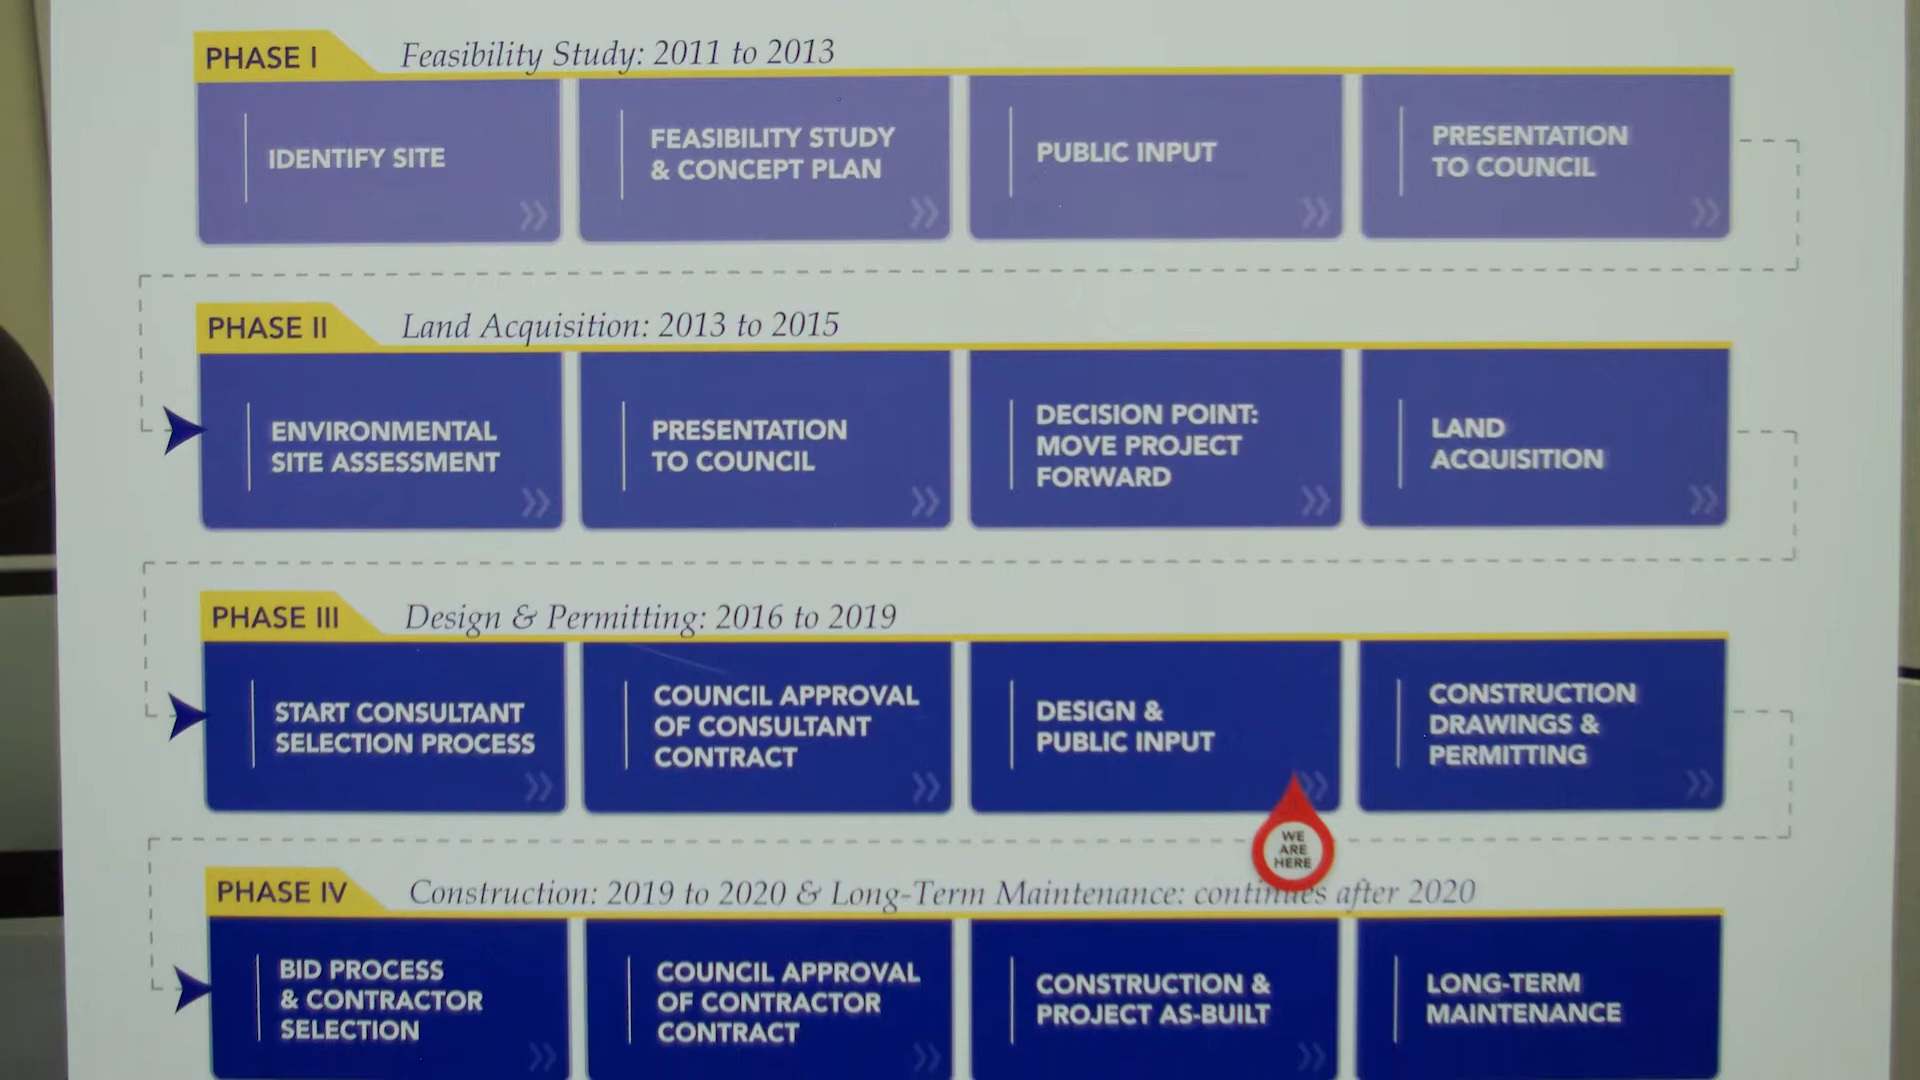 PHASE I
Feasibility Study: 2011 to 2013
IDENTIFY SITE
FEASIBILITY STUDY
& CONCEPT PLAN
PUBLIC INPUT
PRESENTATION
TO COUNCIL
PHASE II
Land Acquisition: 2013 to 2015
ENVIRONMENTAL
SITE ASSESSMENT
PRESENTATION
TO COUNCIL
DECISION POINT:
MOVE PROJECT
FORWARD
LAND
ACQUISITION
PHASE III
Design & Permitting: 2016 to 2019
START CONSULTANT
SELECTION PROCESS
COUNCIL APPROVAL
OF CONSULTANT
CONTRACT
DESIGN &
PUBLIC INPUT
CONSTRUCTION
DRAWINGS &
PERMITTING
WE
ARE
HERE
PHASE IV
Construction: 2019 to 2020 & Long-Term Maintenance: continues after 2020
BID PROCESS
& CONTRACTOR
SELECTION
COUNCIL APPROVAL
OF CONTRACTOR
CONTRACT
CONSTRUCTION &
PROJECT AS-BUILT
LONG-TERM
MAINTENANCE